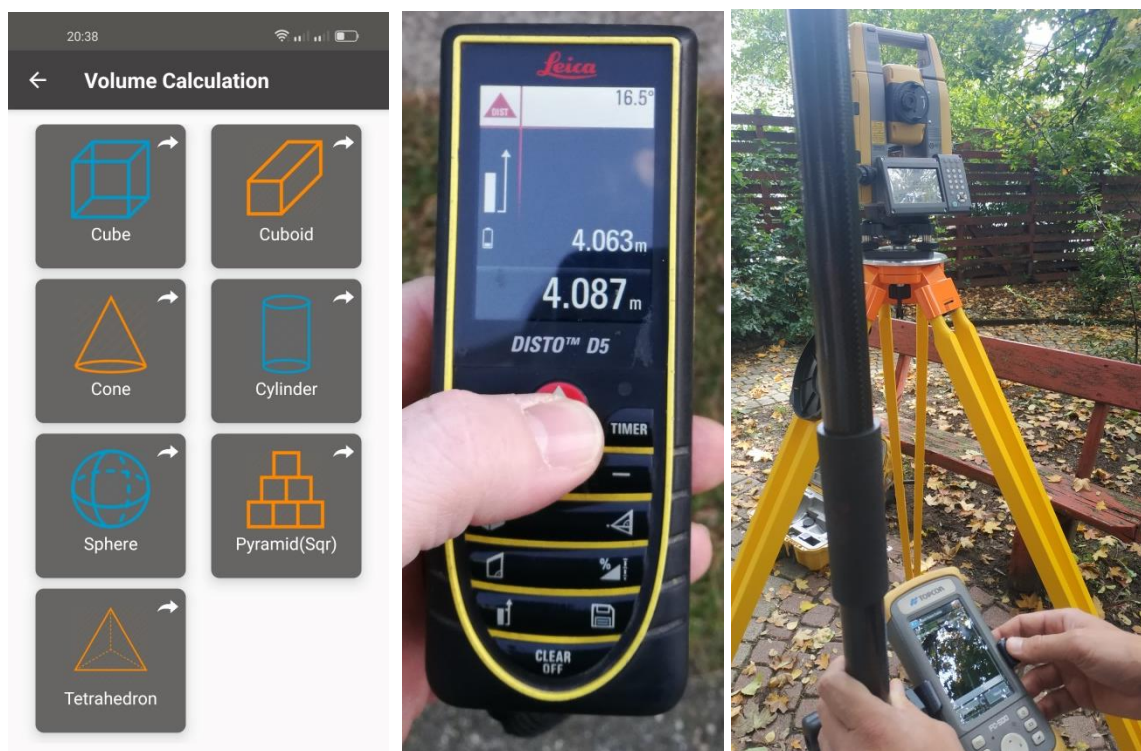 20:38
Volume Calculation
Cube
Cuboid
Cone
Cylinder
Sphere
Pyramid(Sqr)
Tetrahedron
Leica
DIST
16.5°
4.063m
4.087m
DISTO™ D5
TIMER
%
CLEAR
OFF
TOPCON